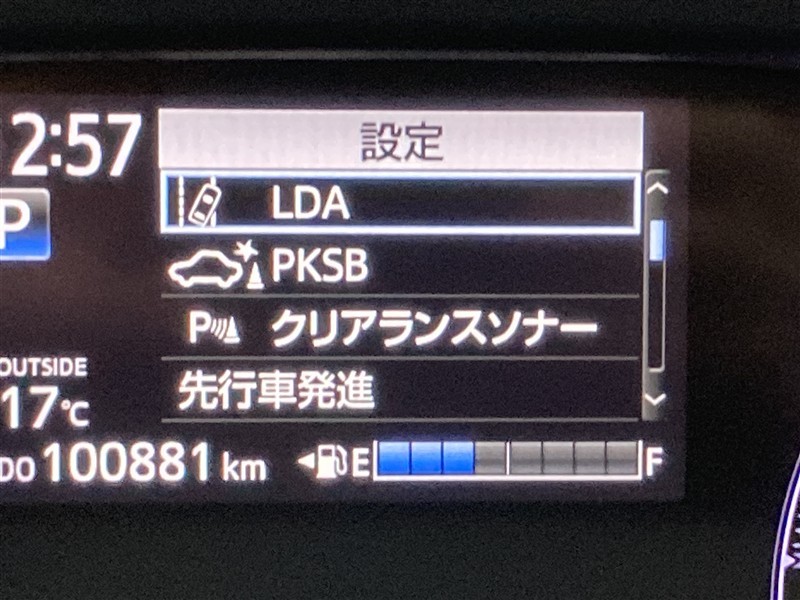 2:57
設定
LDA
P
PKSB
P クリアランスソナー
OUTSIDE
先行車発進
17℃
DO 100881 km
E F